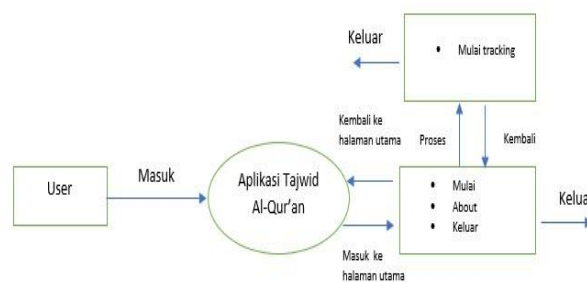 Keluar
• Mulai tracking
Kembali ke
halaman utama
Proses
Kembali
User
Masuk
Aplikasi Tajwid
Al-Qur'an
• Mulai
• About
• Keluar
Kelua
Masuk ke
halaman utama